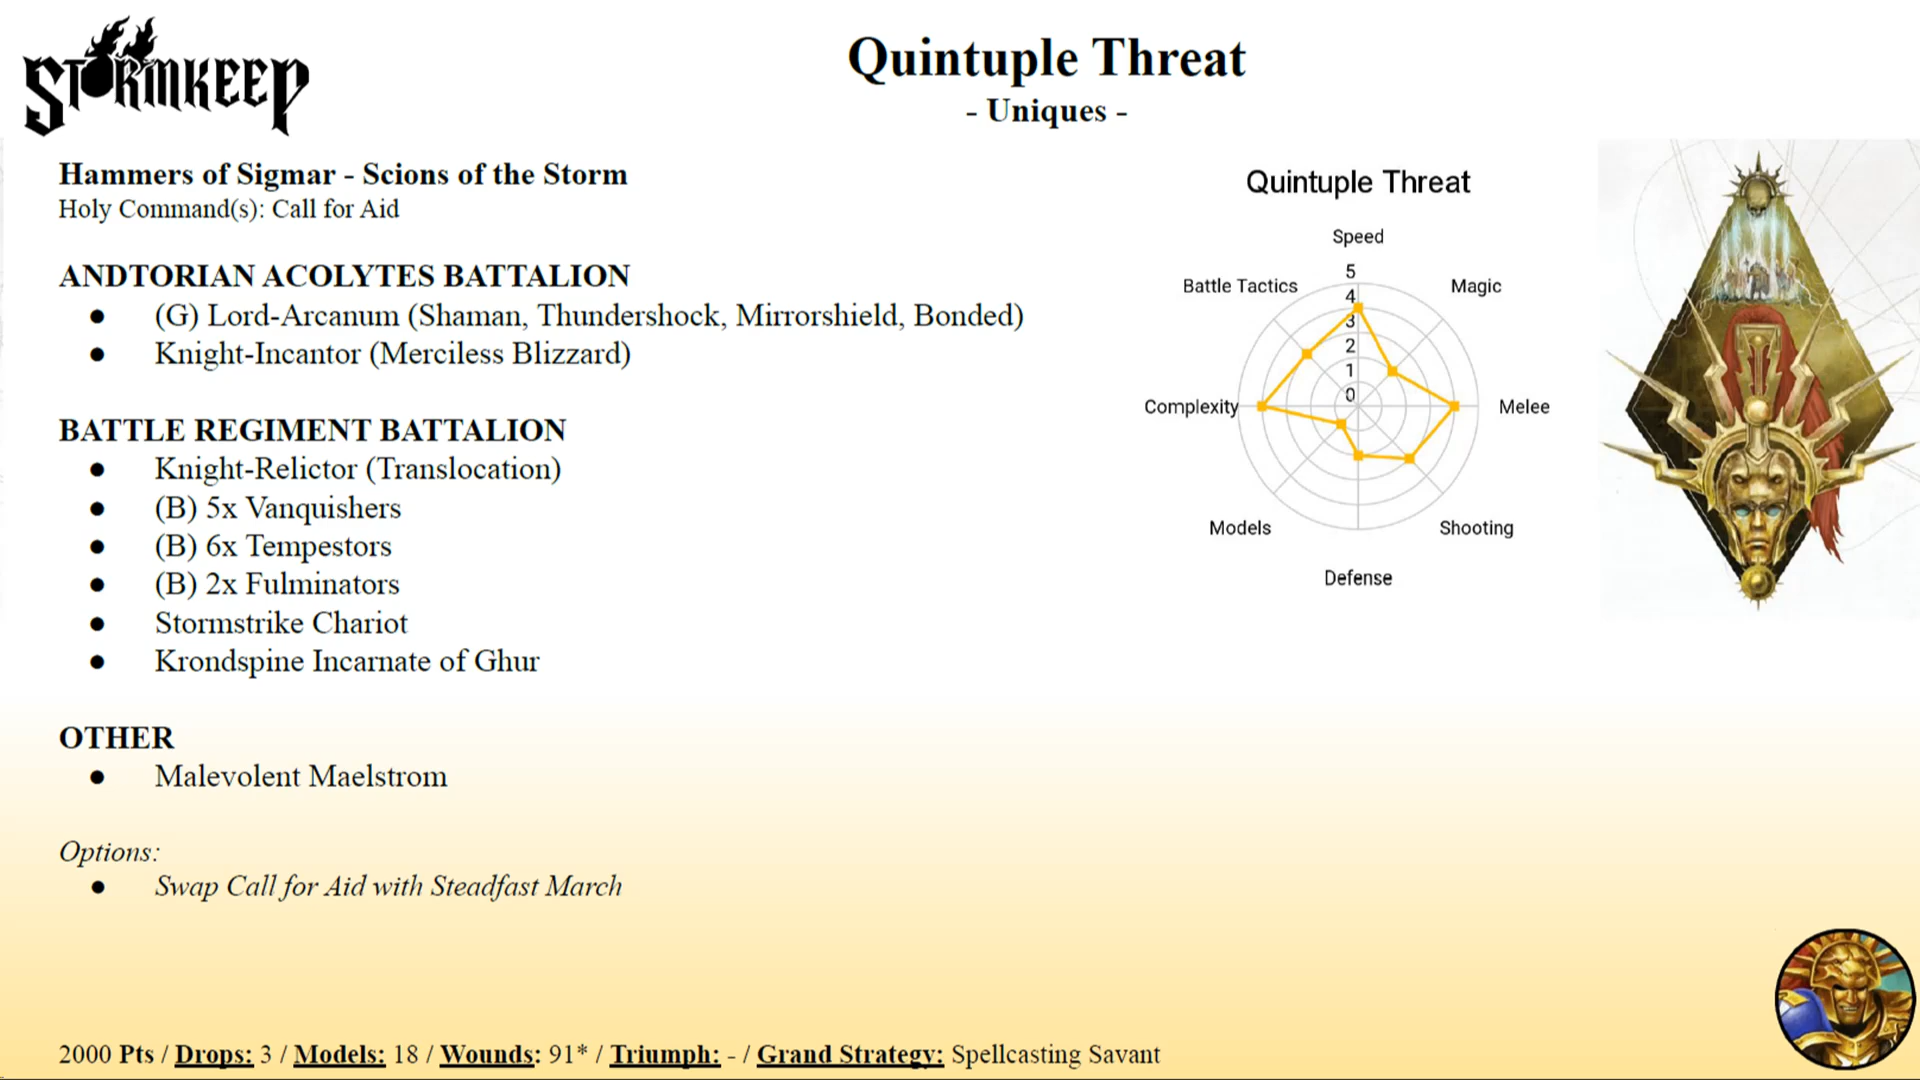 STORMKEEP
Quintuple Threat
- Uniques -
Hammers of Sigmar - Scions of the Storm
Holy Command(s): Call for Aid
ANDTORIAN ACOLYTES BATTALION
● (G) Lord-Arcanum (Shaman, Thundershock, Mirrorshield, Bonded)
● Knight-Incantor (Merciless Blizzard)
BATTLE REGIMENT BATTALION
● Knight-Relictor (Translocation)
● (B) 5x Vanquishers
● (B) 6x Tempestors
● (B) 2x Fulminators
● Stormstrike Chariot
● Krondspine Incarnate of Ghur
OTHER
● Malevolent Maelstrom
Options:
● Swap Call for Aid with Steadfast March
2000 Pts / Drops: 3 / Models: 18 / Wounds: 91* / Triumph: - / Grand Strategy: Spellcasting Savant
Quintuple Threat
Speed
Battle Tactics
Magic
5
4
3
2
1
0
Complexity
Melee
Models
Shooting
Defense